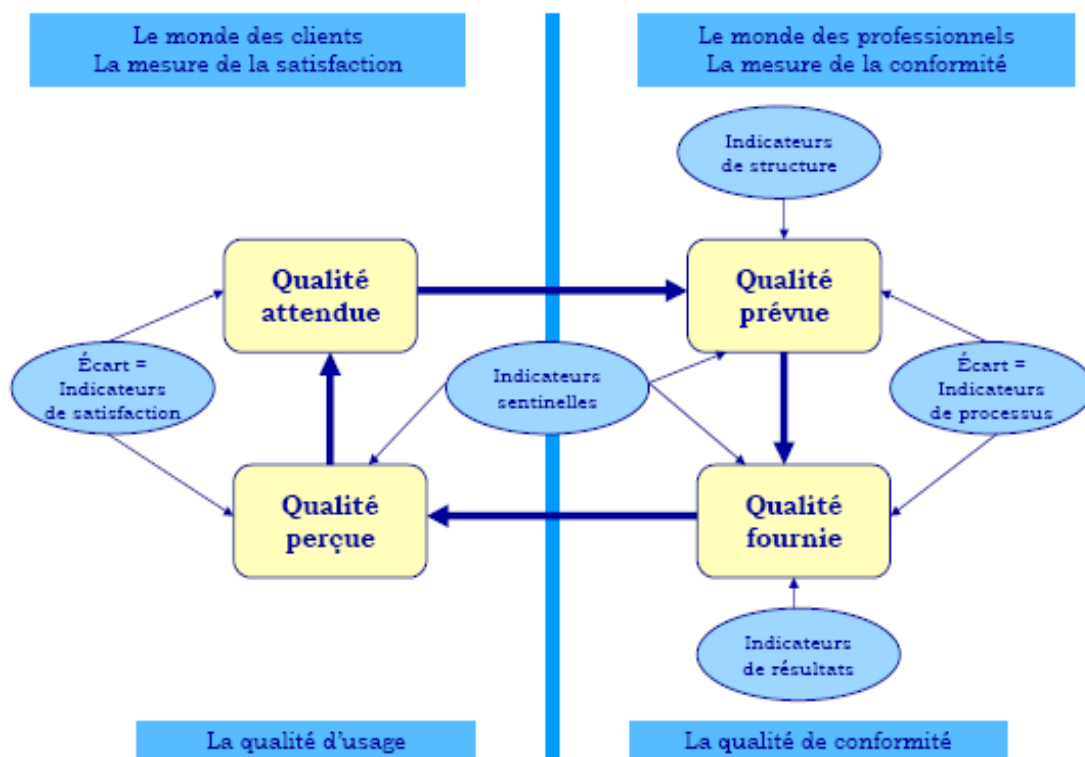 Le monde des clients
La mesure de la satisfaction
Le monde des professionnels
La mesure de la conformité
Indicateurs
de structure
Qualité
attendue
Qualité
prévue
Écart =
Indicateurs
de satisfaction
Indicateurs
sentinelles
Écart =
Indicateurs
de processus
Qualité
perçue
Qualité
fournie
Indicateurs
de résultats
La qualité d'usage
La qualité de conformité